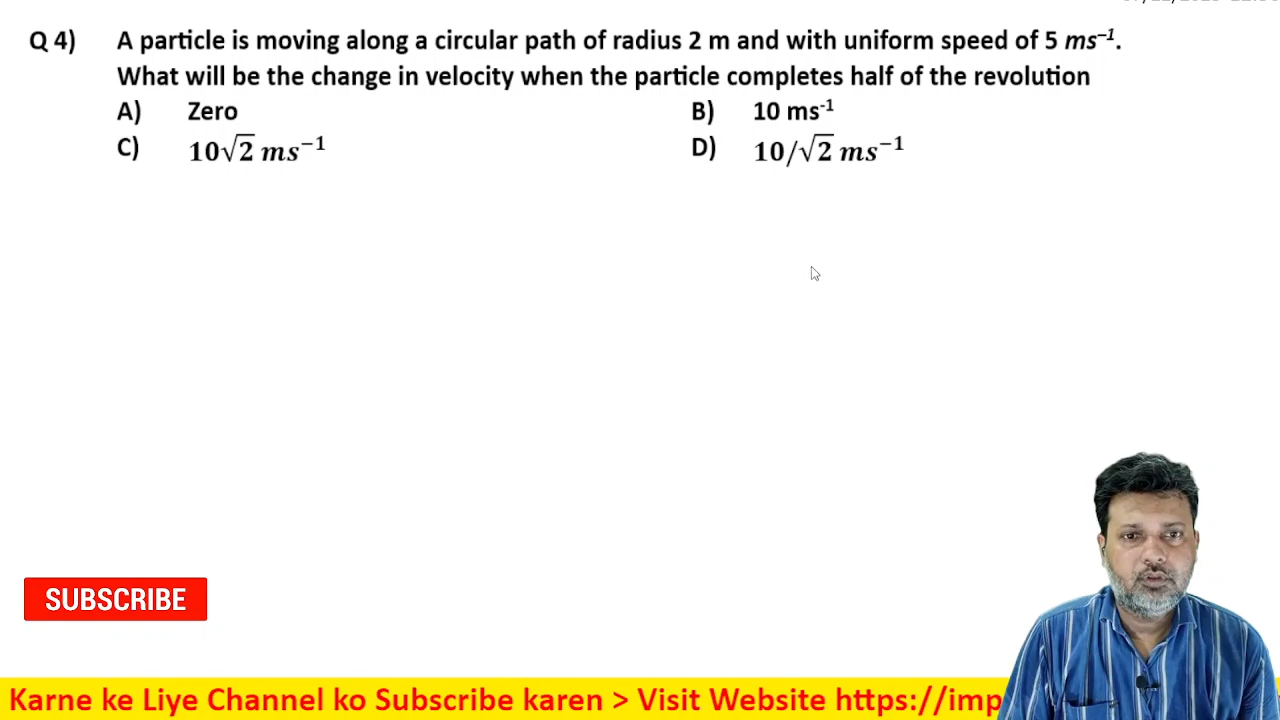 Q 4) A particle is moving along a circular path of radius 2 m and with uniform speed of 5 ms⁻¹.
What will be the change in velocity when the particle completes half of the revolution
A) Zero B) 10 ms⁻¹
C) 10√2 ms⁻¹ D) 10/√2 ms⁻¹
SUBSCRIBE
Karne ke Liye Channel ko Subscribe karen > Visit Website https://imp